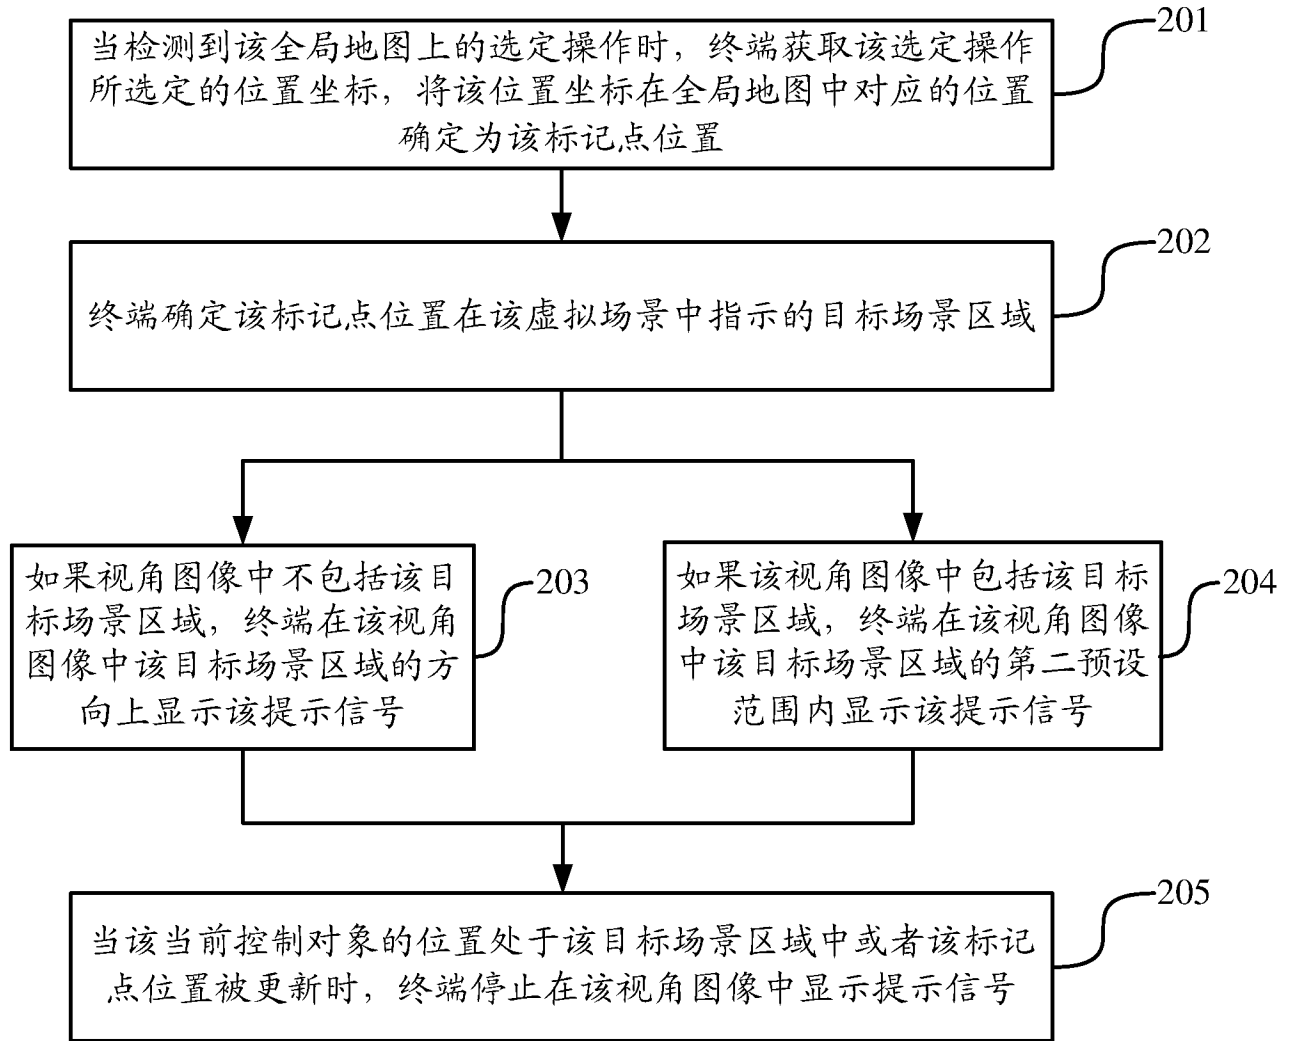 201
当检测到该全局地图上的选定操作时，终端获取该选定操作
所选定的位置坐标，将该位置坐标在全局地图中对应的位置
确定为该标记点位置
202
终端确定该标记点位置在该虚拟场景中指示的目标场景区域
203
如果视角图像中不包括该目
标场景区域，终端在该视角
图像中该目标场景区域的方
向上显示该提示信号
204
如果该视角图像中包括该目标
场景区域，终端在该视角图像
中该目标场景区域的第二预设
范围内显示该提示信号
205
当该当前控制对象的位置处于该目标场景区域中或者该标记
点位置被更新时，终端停止在该视角图像中显示提示信号